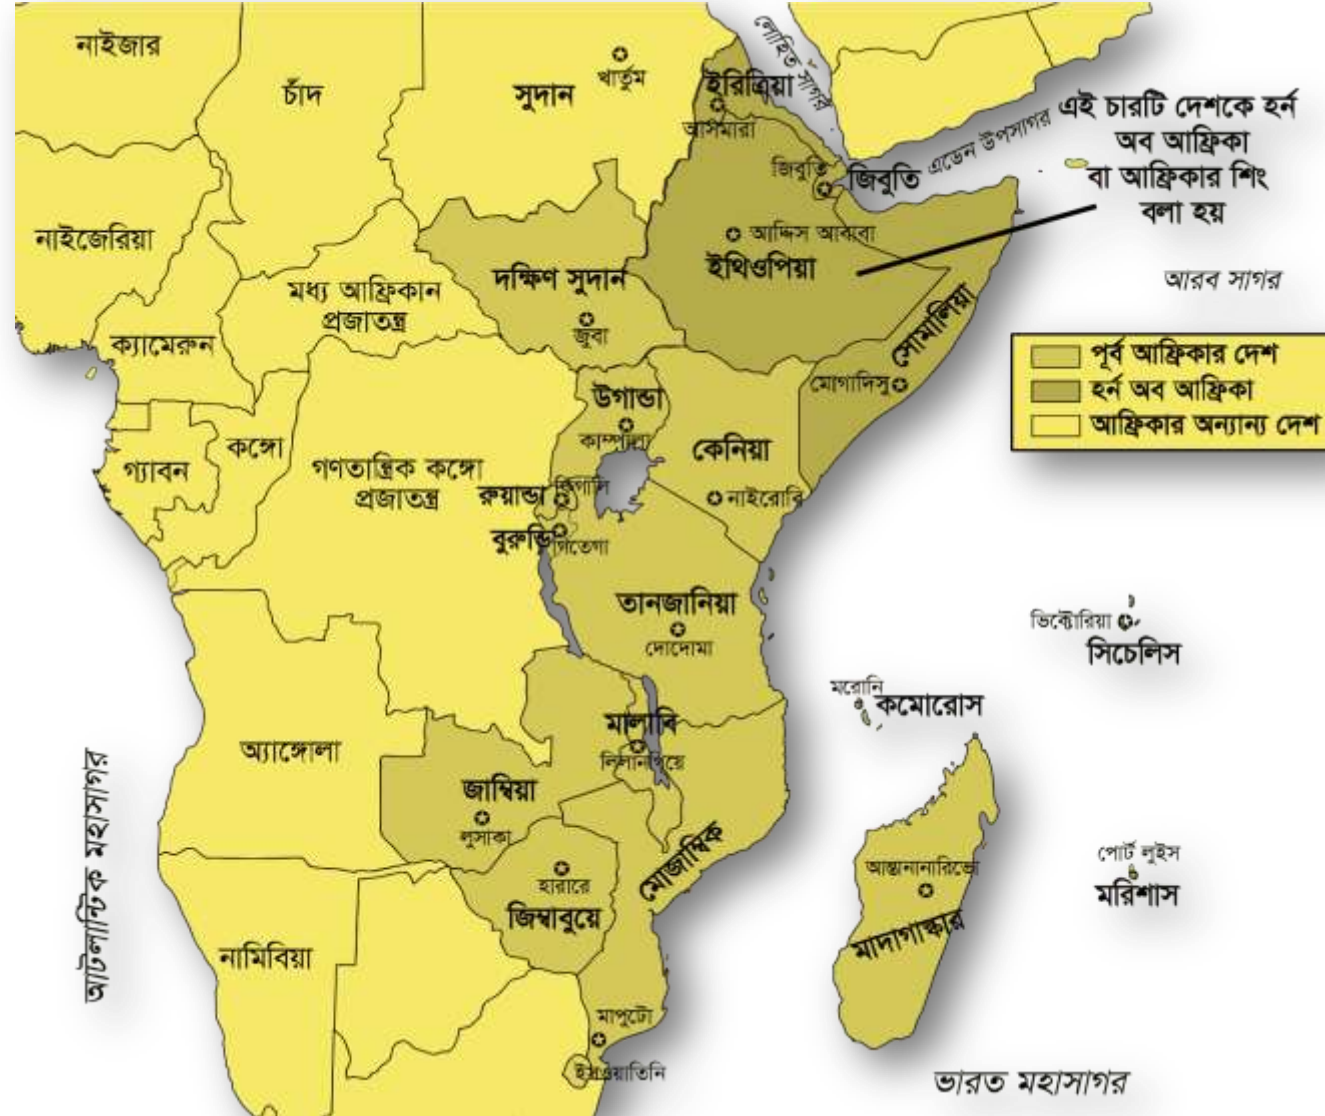 নাইজার
চাঁদ
সুদান
খার্তুম
লোহিত সাগর
ইরিত্রিয়া
আসমারা
এডেন উপসাগর
এই চারটি দেশকে হর্ন
অব আফ্রিকা
বা আফ্রিকার শিং
বলা হয়
জিবুতি
জিবুতি
নাইজেরিয়া
আদ্দিস আবাবা
ইথিওপিয়া
দক্ষিণ সুদান
জুবা
মধ্য আফ্রিকান
প্রজাতন্ত্র
আরব সাগর
ক্যামেরুন
সোমালিয়া
মোগাদিসু
পূর্ব আফ্রিকার দেশ
হর্ন অব আফ্রিকা
আফ্রিকার অন্যান্য দেশ
উগান্ডা
কাম্পালা
কেনিয়া
নাইরোবি
কঙ্গো
গ্যাবন
গণতান্ত্রিক কঙ্গো
প্রজাতন্ত্র
রুয়ান্ডা
কিগালি
বুরুন্ডি
গিতেগা
তানজানিয়া
দোদোমা
ভিক্টোরিয়া
সিচেলিস
মরোনি
কমোরোস
মালাবি
লিলানগিয়ে
অ্যাঙ্গোলা
জাম্বিয়া
লুসাকা
আটলান্টিক মহাসাগর
মোজাম্বিক
হারারে
জিম্বাবুয়ে
আন্তানানারিভো
মাদাগাস্কার
পোর্ট লুইস
মরিশাস
নামিবিয়া
মাপুটো
ইসওয়াতিনি
ভারত মহাসাগর